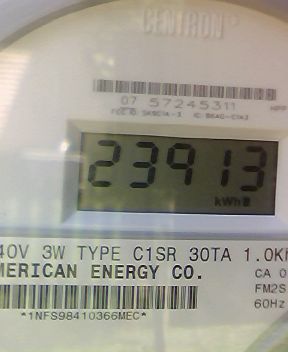 CENTRON
07 57245311
23913
kWh
40V 3W TYPE C1SR 30TA 1.0K
MERICAN ENERGY CO.
CA 0
FM2S
60Hz
*1NFS98410366MEC*